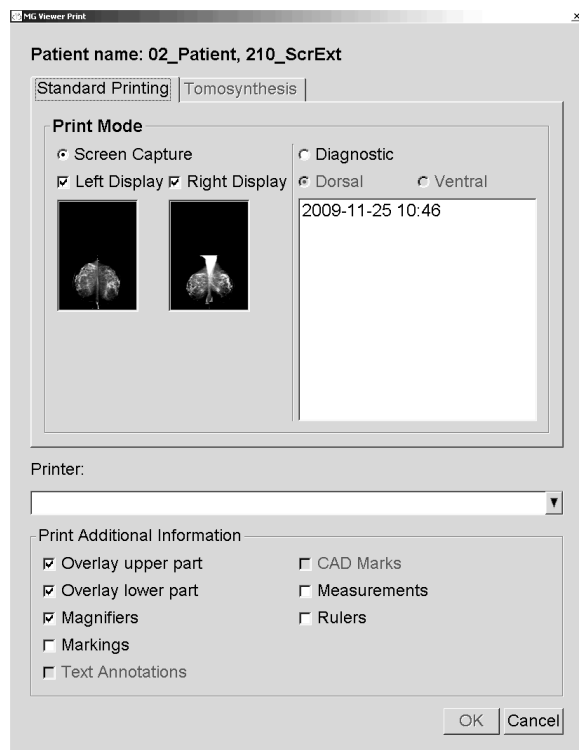 MG Viewer Print
Patient name: 02_Patient, 210_ScrExt
Standard Printing Tomosynthesis
Print Mode
Screen Capture Diagnostic
Left Display Right Display Dorsal Ventral
2009-11-25 10:46
Printer:
Print Additional Information
Overlay upper part CAD Marks
Overlay lower part Measurements
Magnifiers Rulers
Markings
Text Annotations
OK Cancel